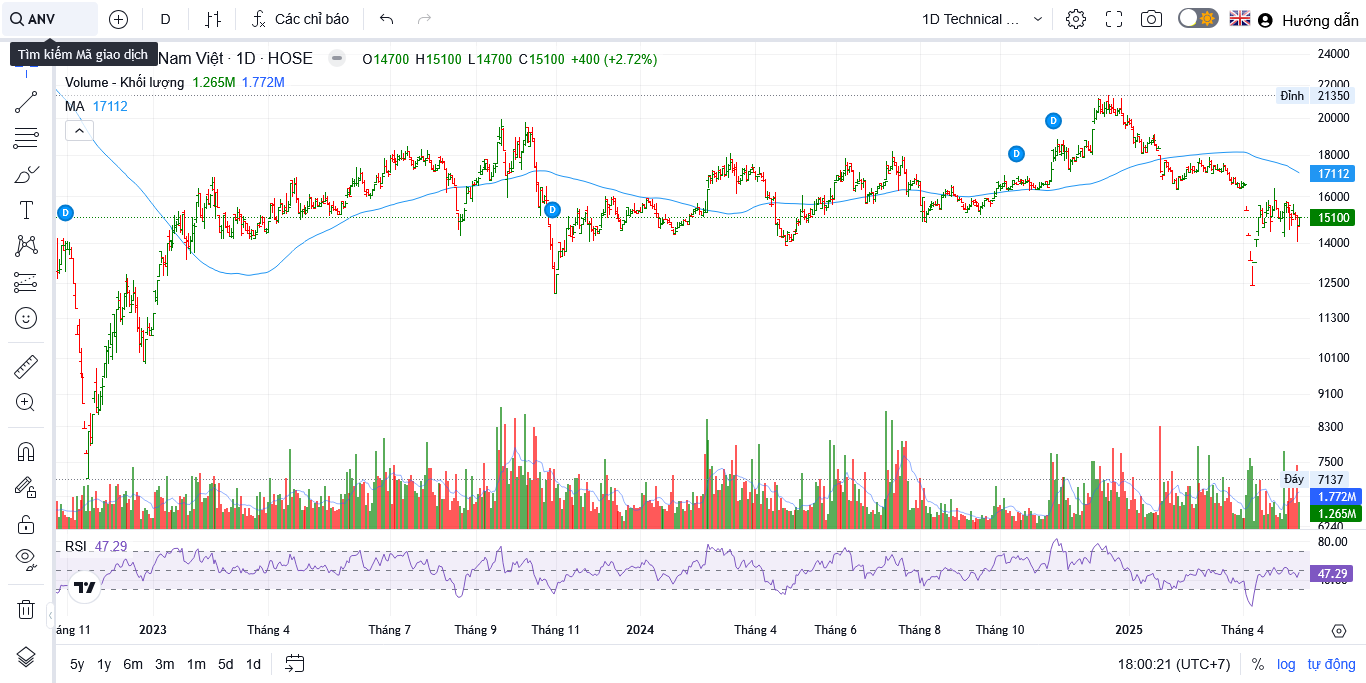 ANV D Các chỉ báo 1D Technical ... Hướng dẫn
Tìm kiếm Mã giao dịch
Nam Việt · 1D · HOSE O14700 H15100 L14700 C15100 +400 (+2.72%)
Volume - Khối lượng 1.265M 1.772M
MA 17112
24000
22000
Đỉnh 21350
20000
18000
17112
16000
15100
14000
12500
11300
10100
9100
8300
7500
Đáy 7137
1.772M
1.265M
6240
D
D
D
D
RSI 47.29
80.00
47.29
áng 11 2023 Tháng 4 Tháng 7 Tháng 9 Tháng 11 2024 Tháng 4 Tháng 6 Tháng 8 Tháng 10 2025 Tháng 4
5y 1y 6m 3m 1m 5d 1d 18:00:21 (UTC+7) % log tự động